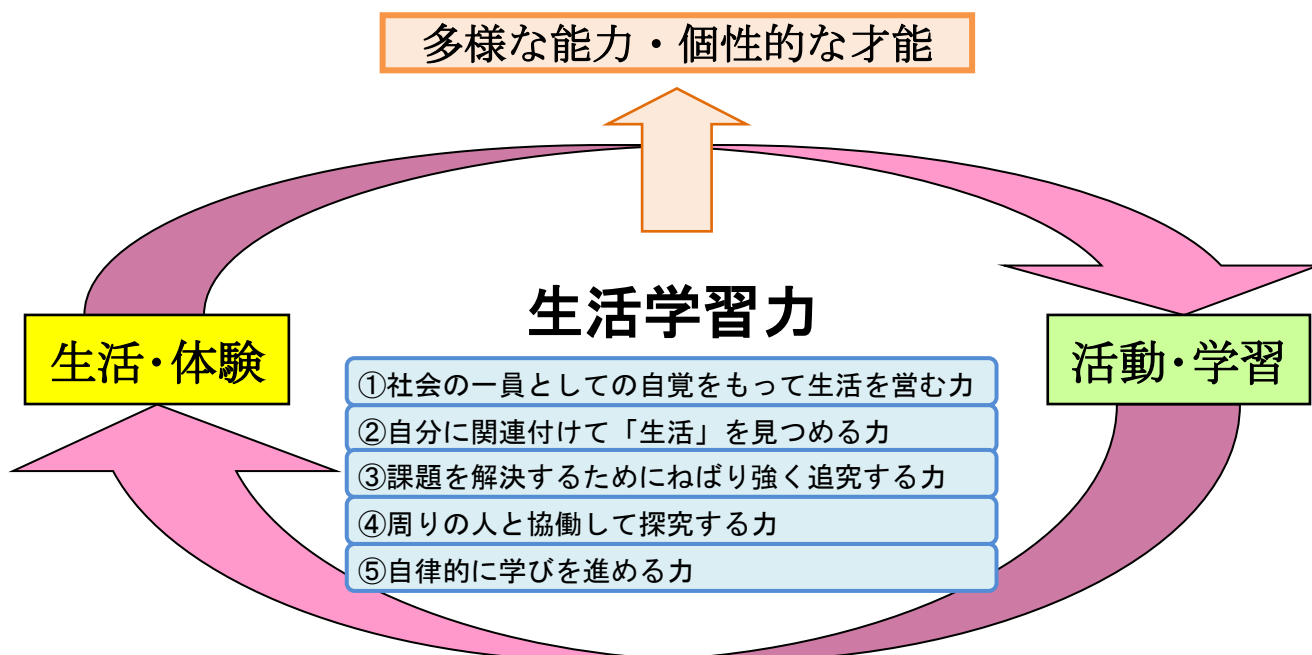 多様な能力・個性的な才能
生活学習力
生活・体験
活動・学習
①社会の一員としての自覚をもって生活を営む力
②自分に関連付けて「生活」を見つめる力
③課題を解決するためにねばり強く追究する力
④周りの人と協働して探究する力
⑤自律的に学びを進める力